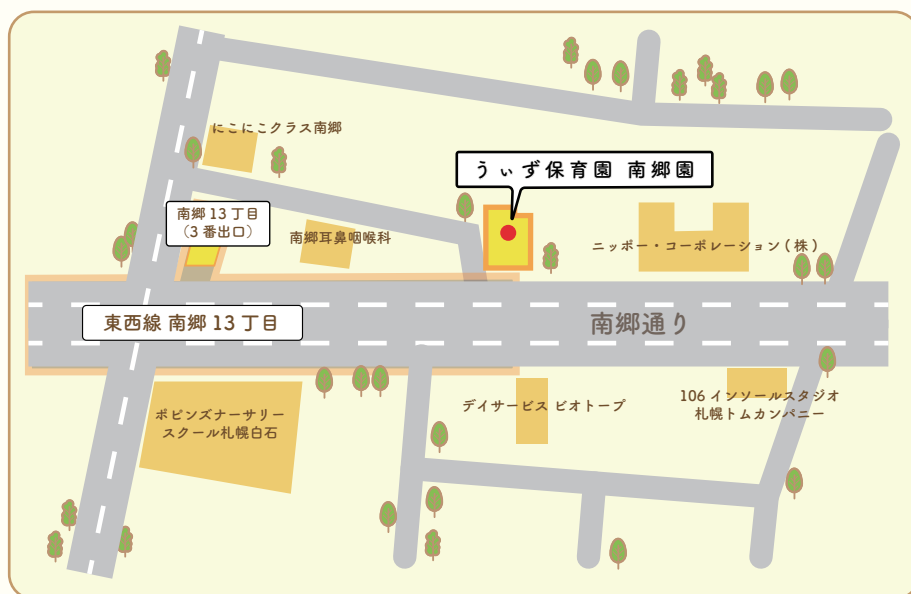 にこにこクラス南郷
うぃず保育園 南郷園
南郷 13 丁目
（3 番出口）
南郷耳鼻咽喉科
ニッポー・コーポレーション（株）
東西線 南郷 13 丁目
南郷通り
ポピンズナーサリー
スクール札幌白石
デイサービス ビオトープ
106 インソールスタジオ
札幌トムカンパニー